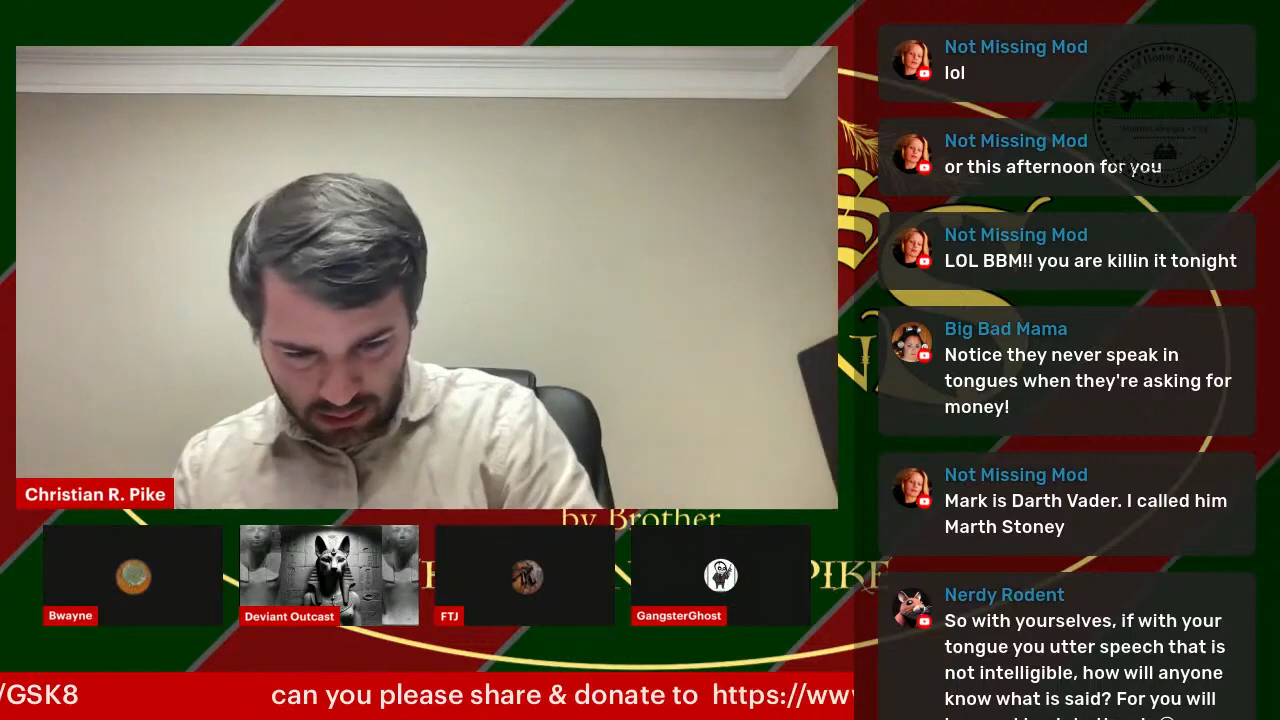 Not Missing Mod
lol
Not Missing Mod
or this afternoon for you
Not Missing Mod
LOL BBM!! you are killin it tonight
Big Bad Mama
Notice they never speak in
tongues when they're asking for
money!
Not Missing Mod
Mark is Darth Vader. I called him
Marth Stoney
Nerdy Rodent
So with yourselves, if with your
tongue you utter speech that is
not intelligible, how will anyone
know what is said? For you will
Christian R. Pike
by Brother
PIKE
Bwayne
Deviant Outcast
FTJ
GangsterGhost
/GSK8 can you please share & donate to https://ww